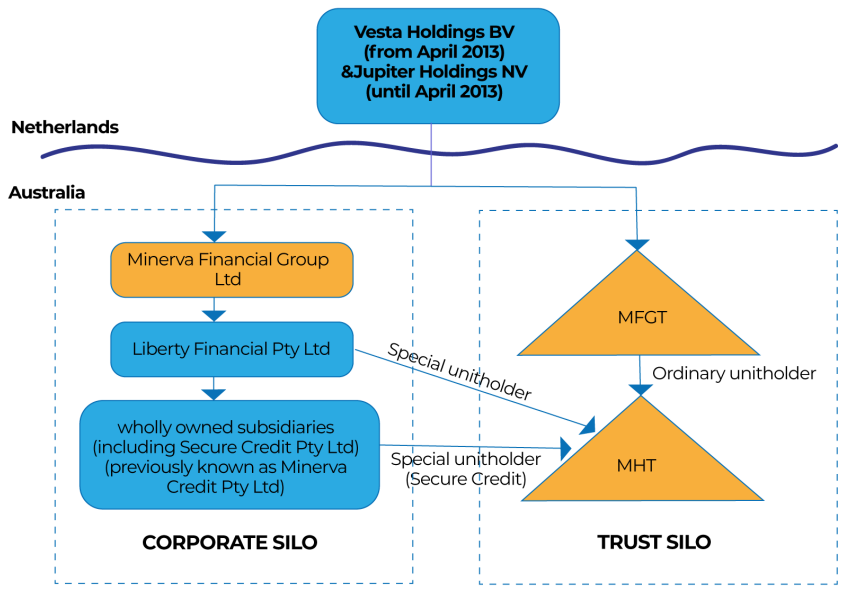 Vesta Holdings BV
(from April 2013)
&Jupiter Holdings NV
(until April 2013)
Netherlands
Australia
Minerva Financial Group
Ltd
Liberty Financial Pty Ltd
wholly owned subsidiaries
(including Secure Credit Pty Ltd)
(previously known as Minerva
Credit Pty Ltd)
Special unitholder
Special unitholder
(Secure Credit)
MFGT
Ordinary unitholder
MHT
CORPORATE SILO
TRUST SILO